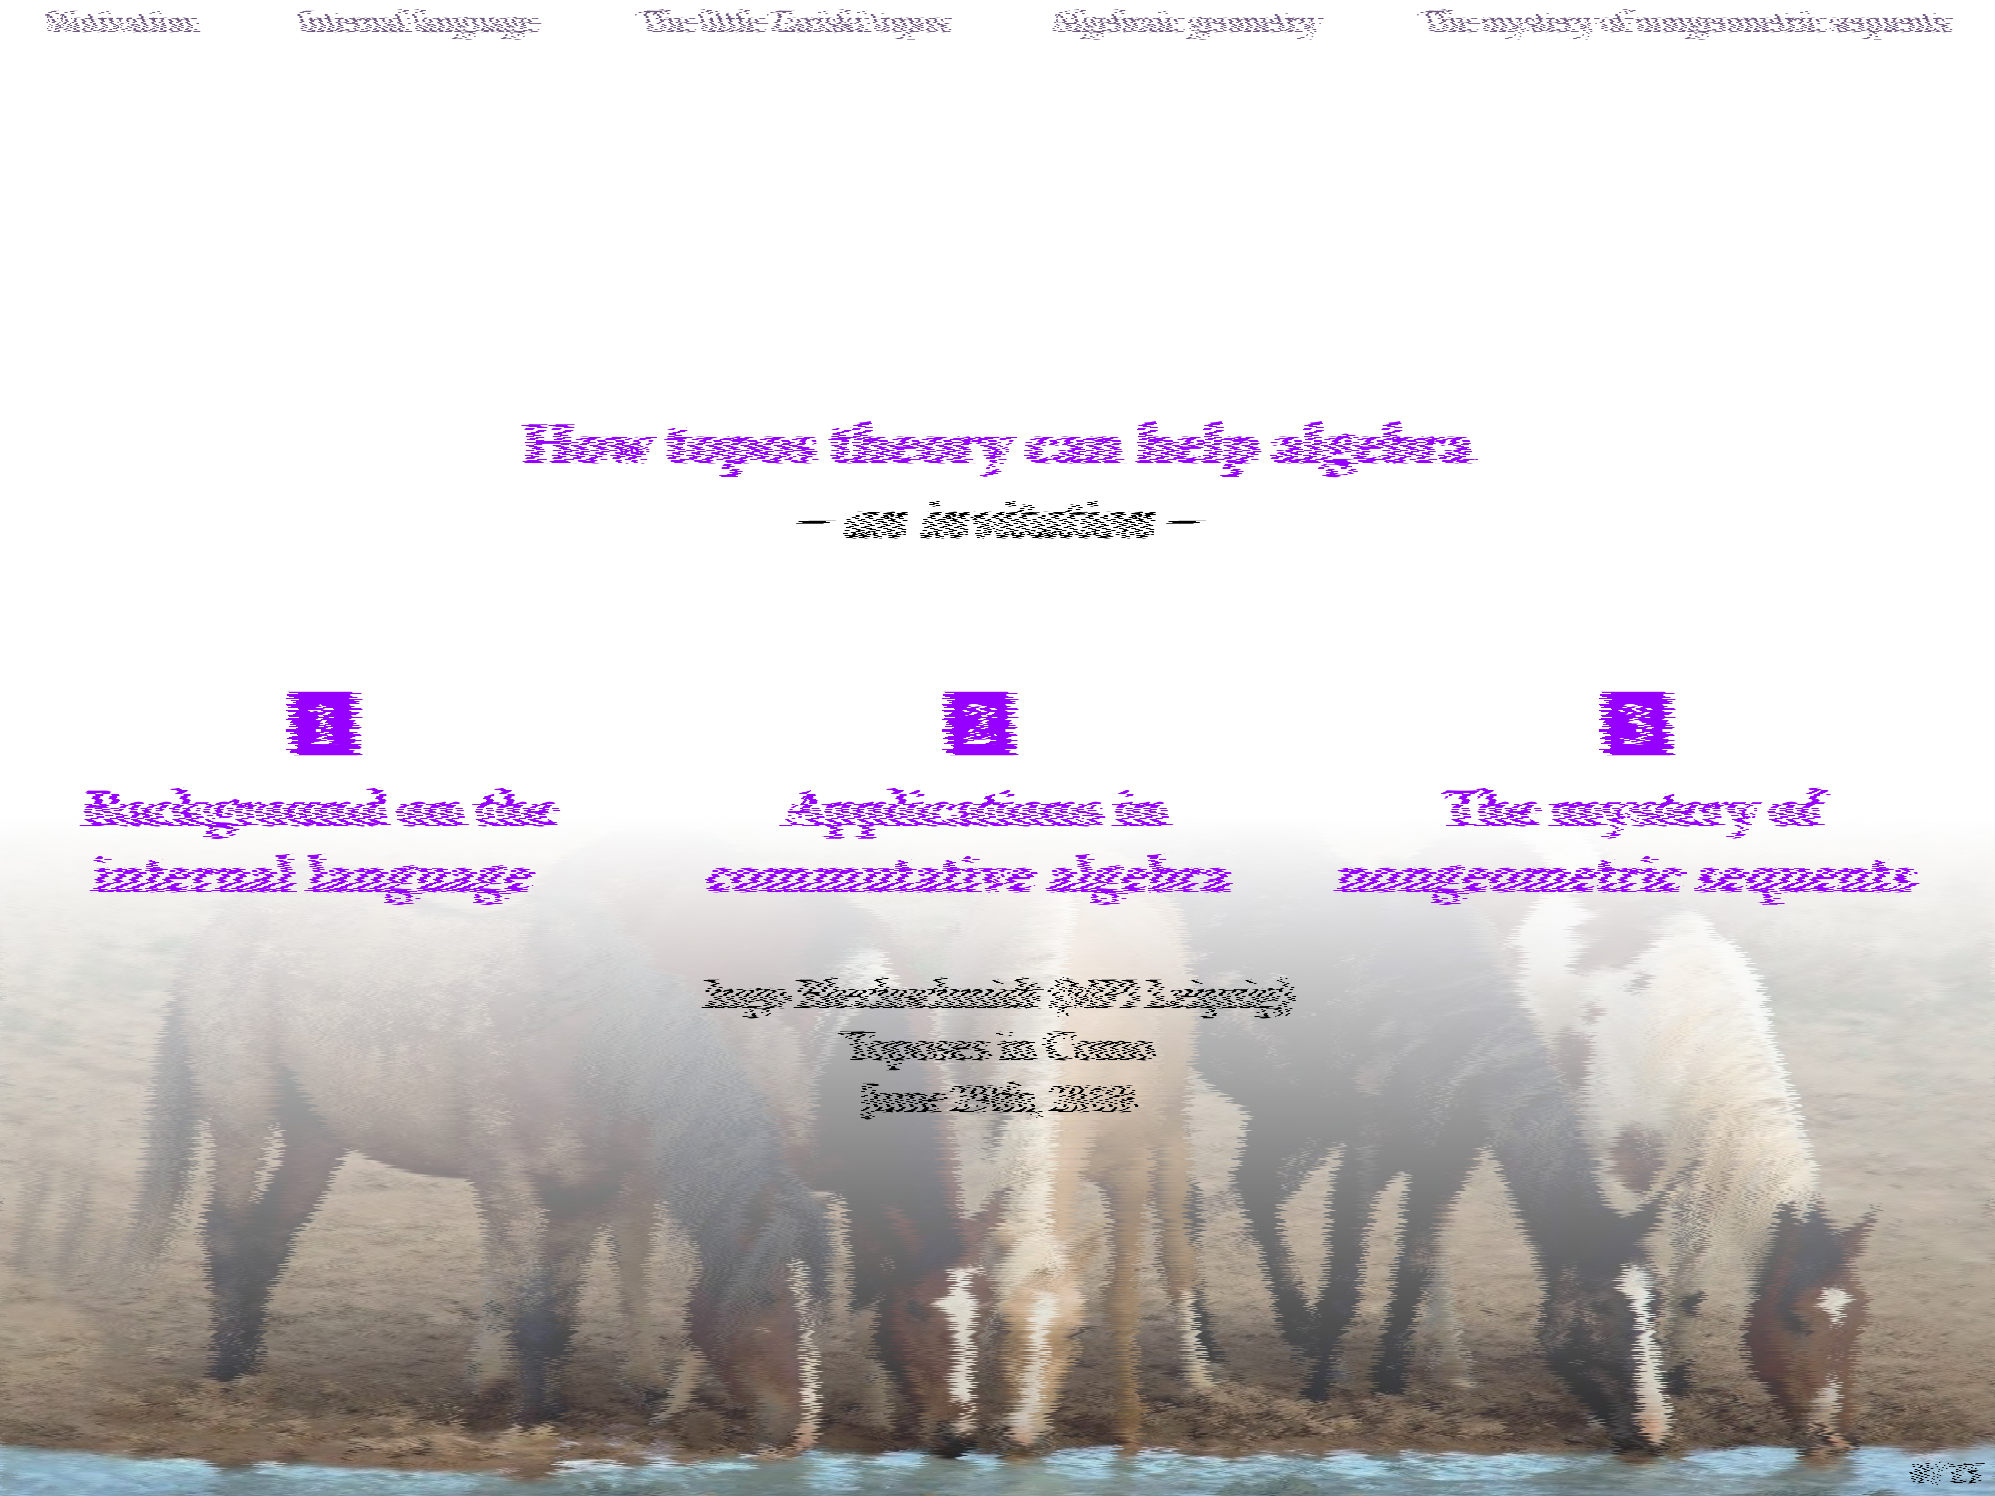 Motivation Internal language The little Zariski topos Algebraic geometry The mystery of nongeometric sequents
How topos theory can help algebra
– an invitation –
1 2 3
Background on the Applications in The mystery of
internal language commutative algebra nongeometric sequents
Ingo Blechschmidt (MPI Leipzig)
Toposes in Como
June 29th, 2018